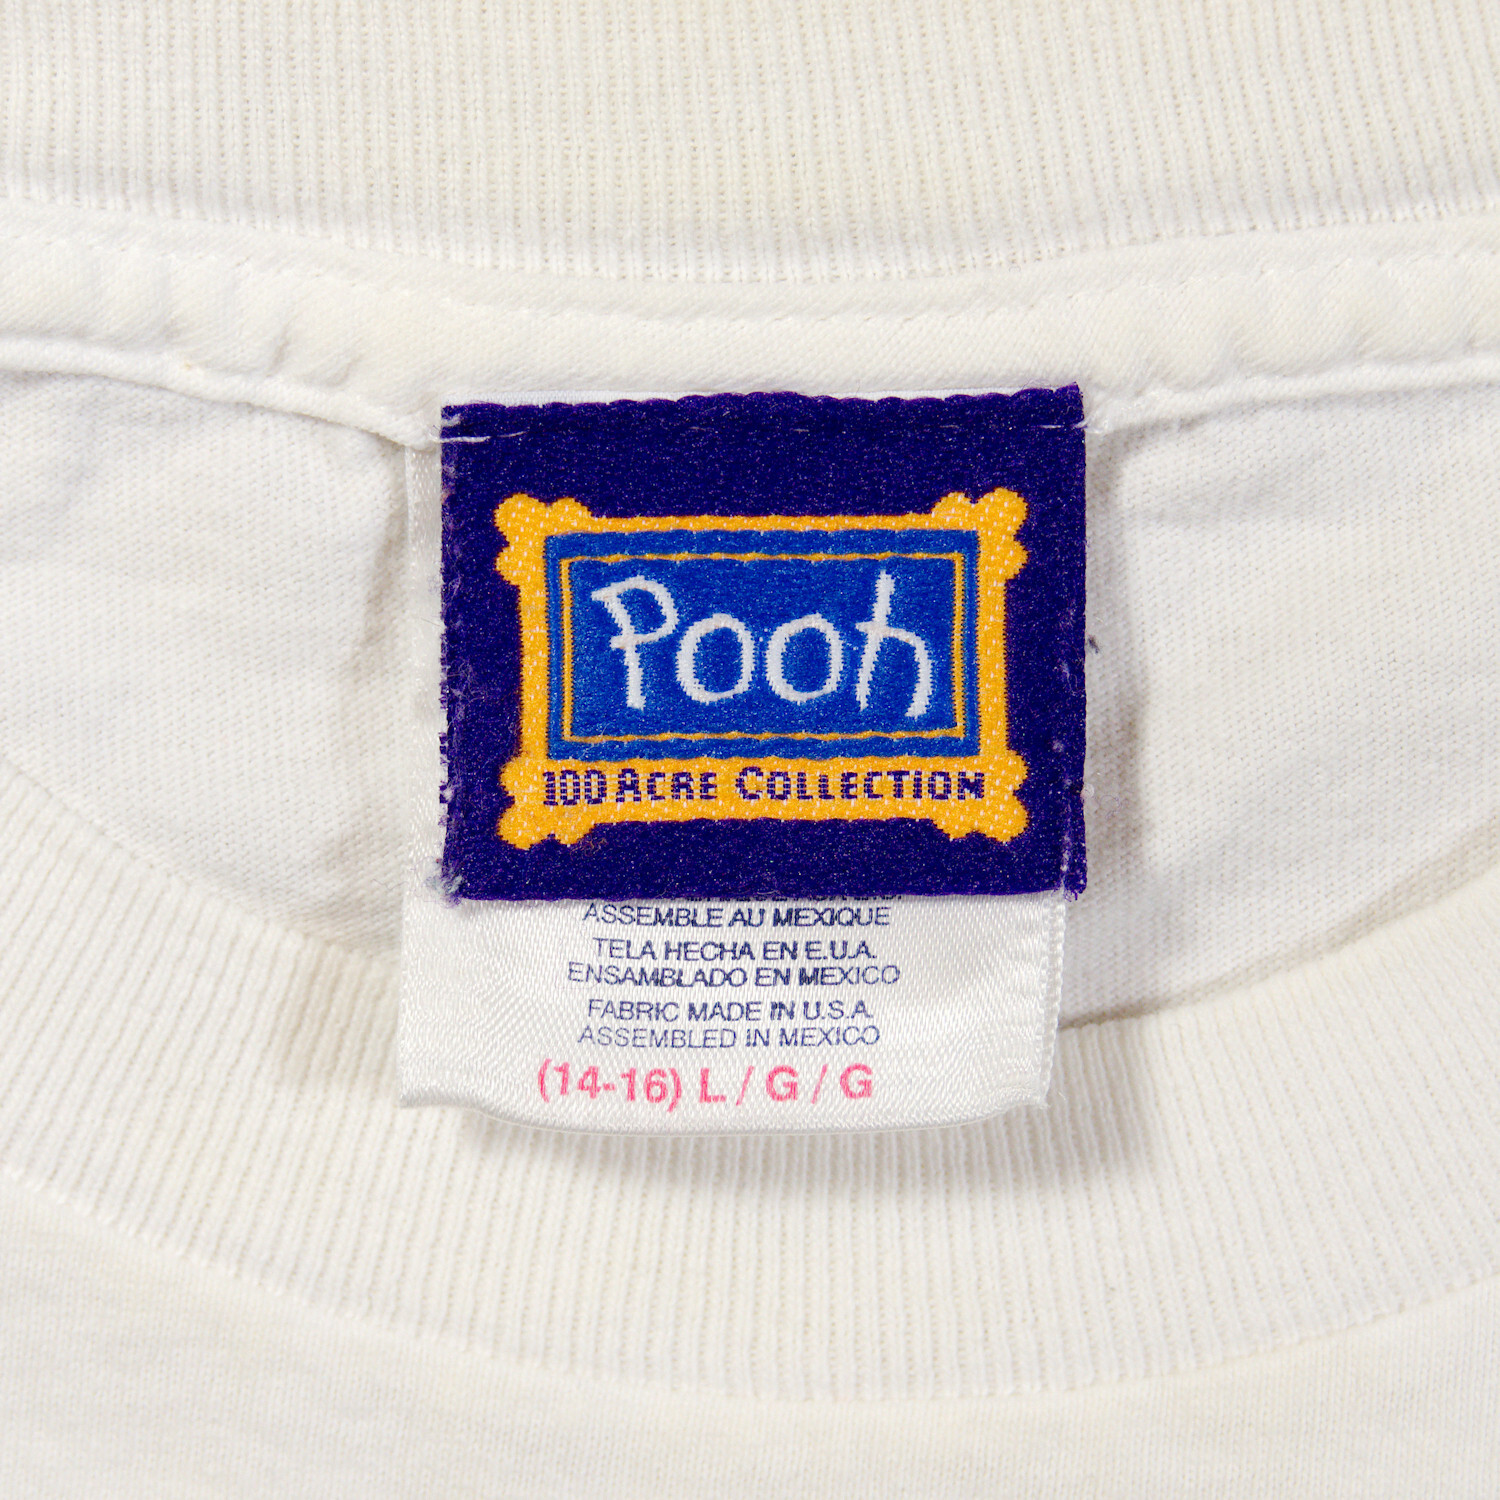 Pooh
100 ACRE COLLECTION
ASSEMBLE AU MEXIQUE
TELA HECHA EN E.U.A.
ENSAMBLADO EN MEXICO
FABRIC MADE IN U.S.A.
ASSEMBLED IN MEXICO
(14-16) L / G / G